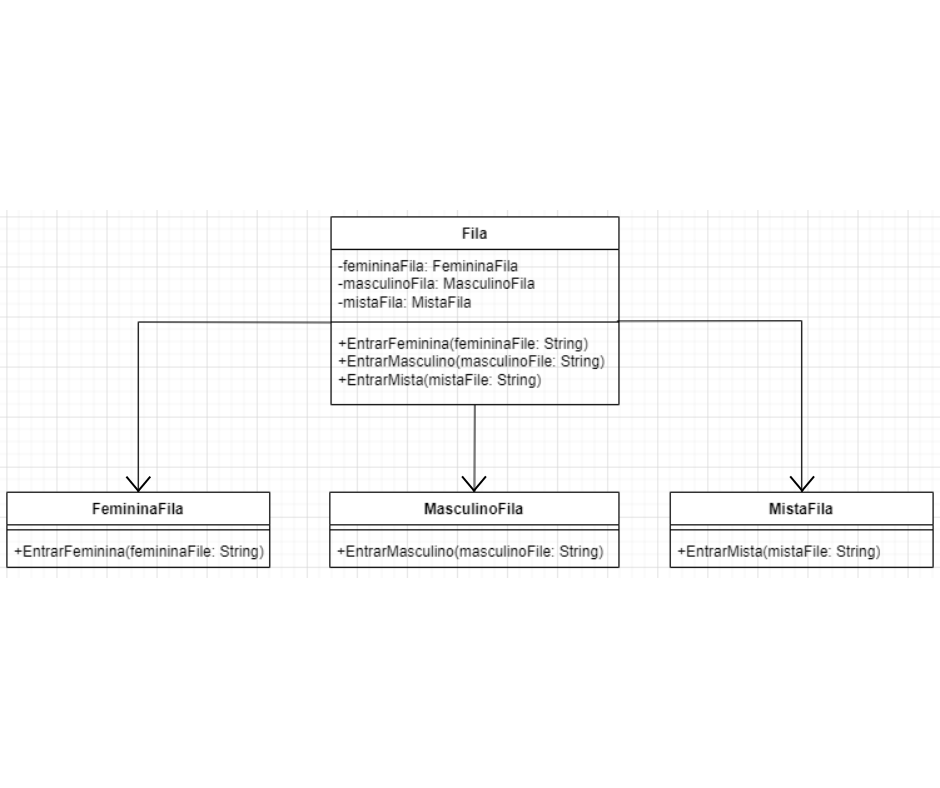 Fila
-femininaFila: FemininaFila
-masculinoFila: MasculinoFila
-mistaFila: MistaFila
+EntrarFeminina(femininaFile: String)
+EntrarMasculino(masculinoFile: String)
+EntrarMista(mistaFile: String)
FemininaFila
+EntrarFeminina(femininaFile: String)
MasculinoFila
+EntrarMasculino(masculinoFile: String)
MistaFila
+EntrarMista(mistaFile: String)